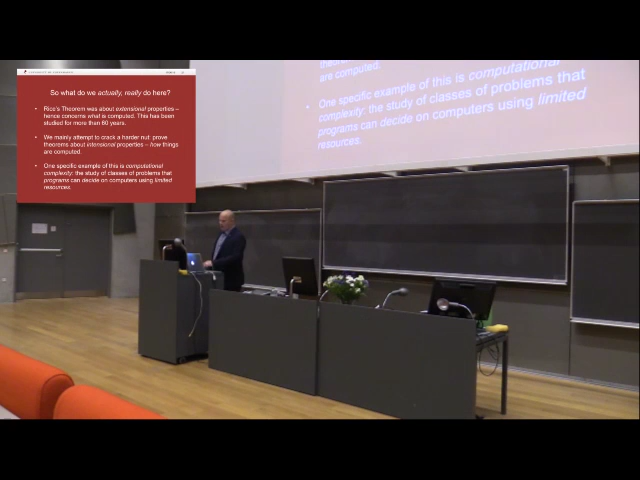 So what do we actually, really do here?
• Rice's Theorem was about extensional properties –
hence concerns what is computed. This has been
studied for more than 60 years.
• We mainly attempt to crack a harder nut: prove
theorems about intensional properties – how things
are computed.
• One specific example of this is computational
complexity: the study of classes of problems that
programs can decide on computers using limited
resources.
are computed.
• One specific example of this is computational
complexity: the study of classes of problems that
programs can decide on computers using limited
resources.